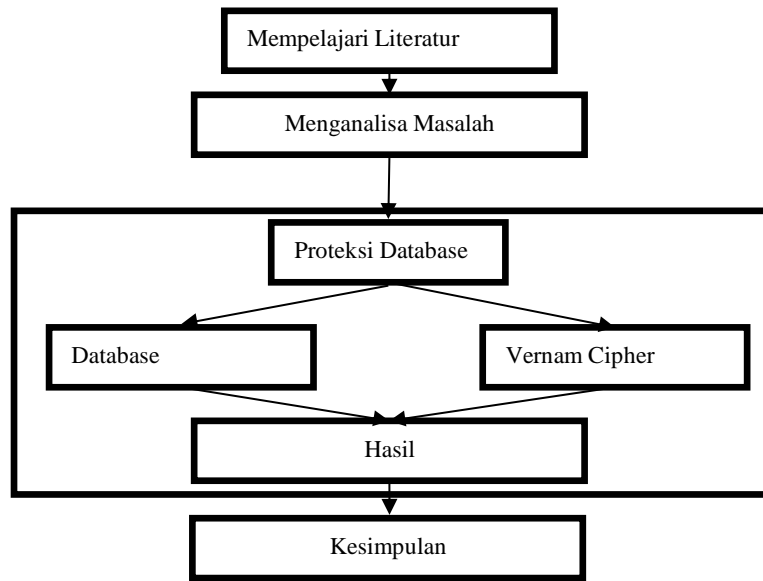 Mempelajari Literatur
Menganalisa Masalah
Proteksi Database
Database
Vernam Cipher
Hasil
Kesimpulan